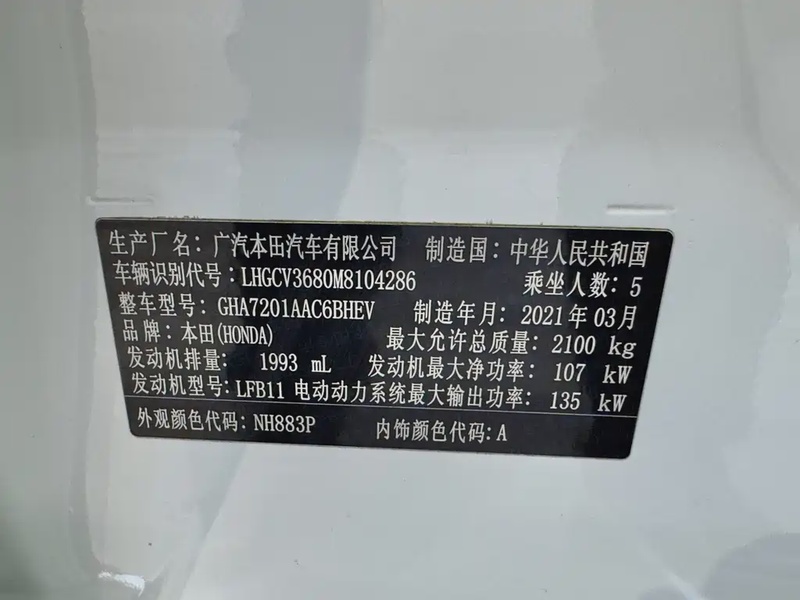 生产厂名：广汽本田汽车有限公司 制造国：中华人民共和国
车辆识别代号：LHGCV3680M8104286 乘坐人数：5
整车型号：GHA7201AAC6BHEV 制造年月：2021年03月
品牌：本田(HONDA) 最大允许总质量：2100 kg
发动机排量： 1993 mL 发动机最大净功率：107 kW
发动机型号：LFB11 电动动力系统最大输出功率：135 kW
外观颜色代码：NH883P 内饰颜色代码：A